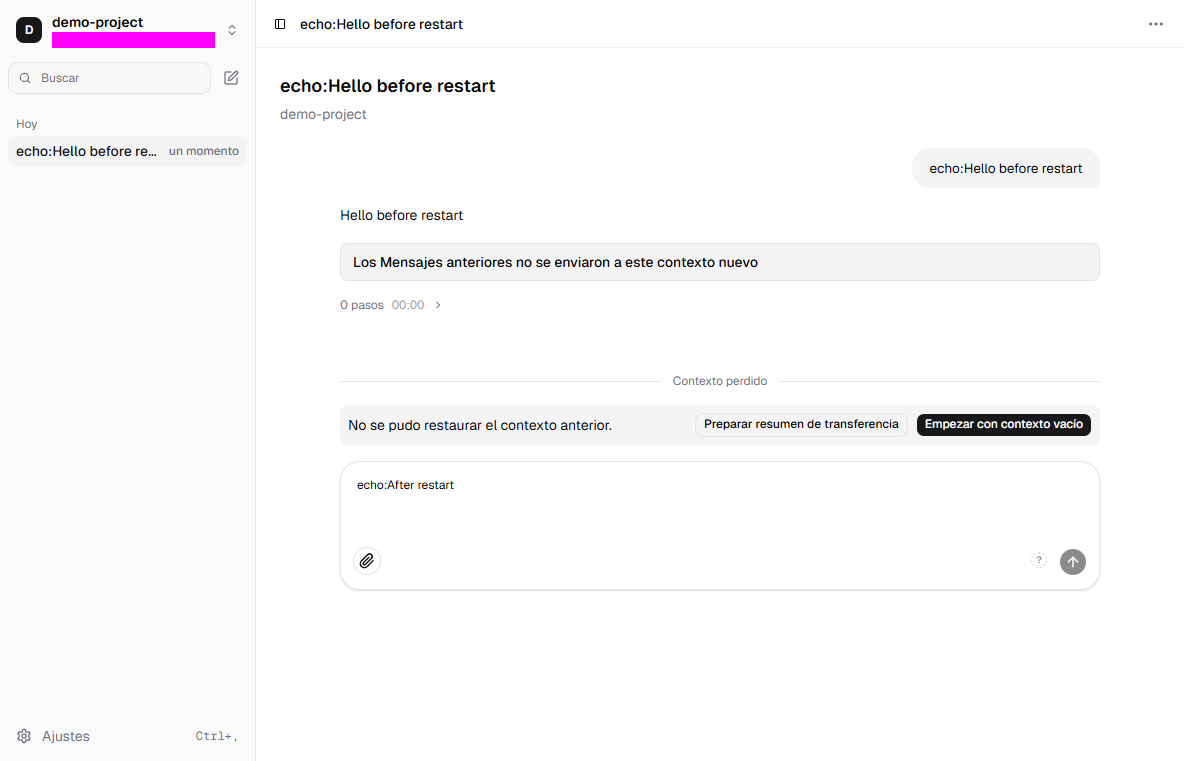 D
demo-project
Buscar
Hoy
echo:Hello before re... un momento
Ajustes Ctrl+,
echo:Hello before restart
echo:Hello before restart
demo-project
echo:Hello before restart
Hello before restart
Los Mensajes anteriores no se enviaron a este contexto nuevo
0 pasos 00:00
Contexto perdido
No se pudo restaurar el contexto anterior. Preparar resumen de transferencia Empezar con contexto vacío
echo:After restart
?